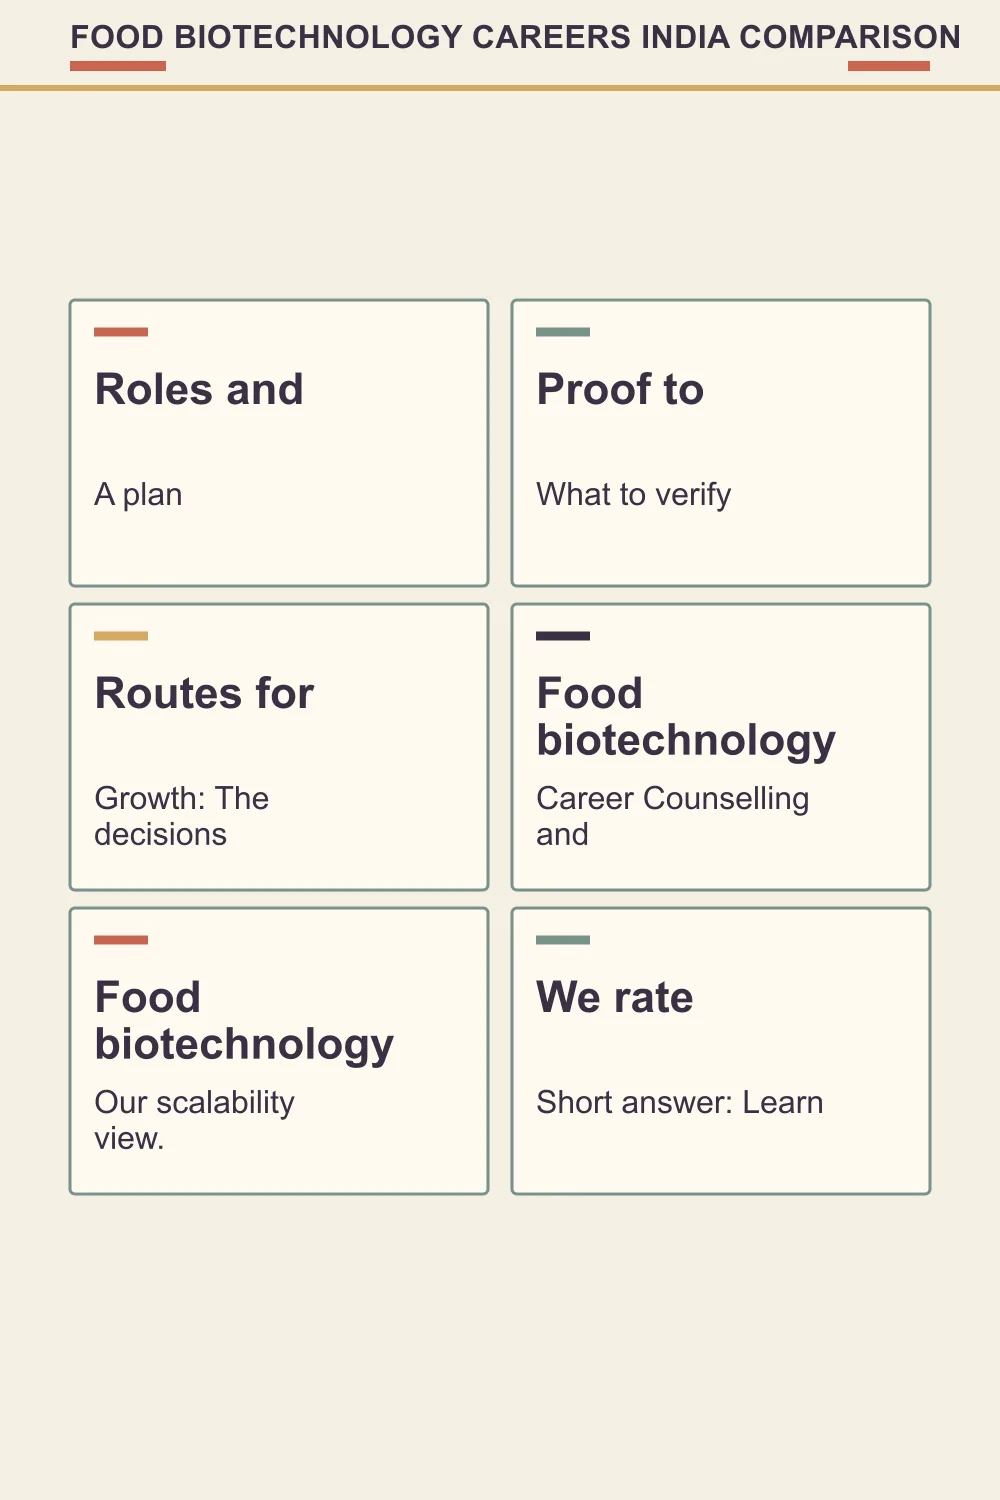 FOOD BIOTECHNOLOGY CAREERS INDIA COMPARISON
Roles and
A plan
Proof to
What to verify
Routes for
Growth: The
decisions
Food
biotechnology
Career Counselling
and
Food
biotechnology
Our scalability
view.
We rate
Short answer: Learn